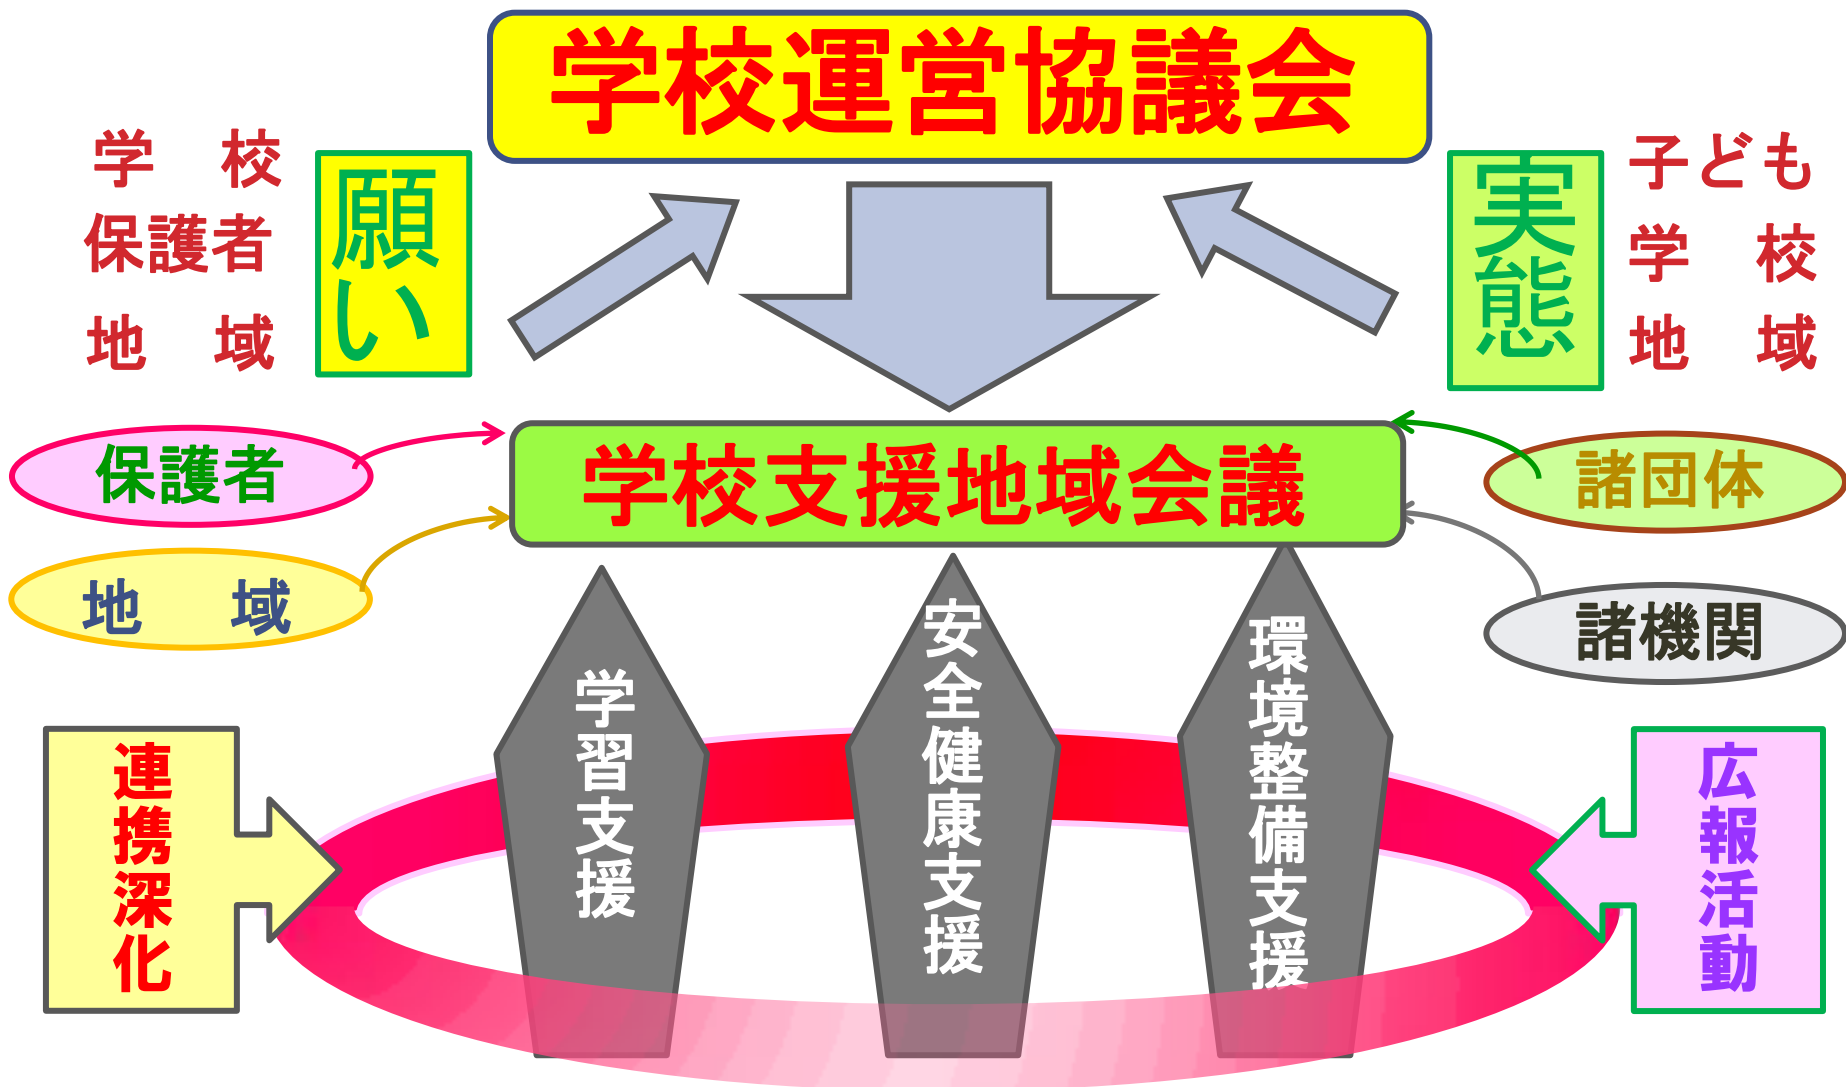 学校運営協議会
学　校
保護者
地　域
願い
実態
子ども
学　校
地　域
保護者
地　域
学校支援地域会議
諸団体
諸機関
学習支援
安全健康支援
環境整備支援
連携深化
広報活動